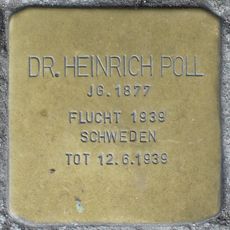 DR. HEINRICH POLL
JG. 1877
FLUCHT 1939
SCHWEDEN
TOT 12.6.1939